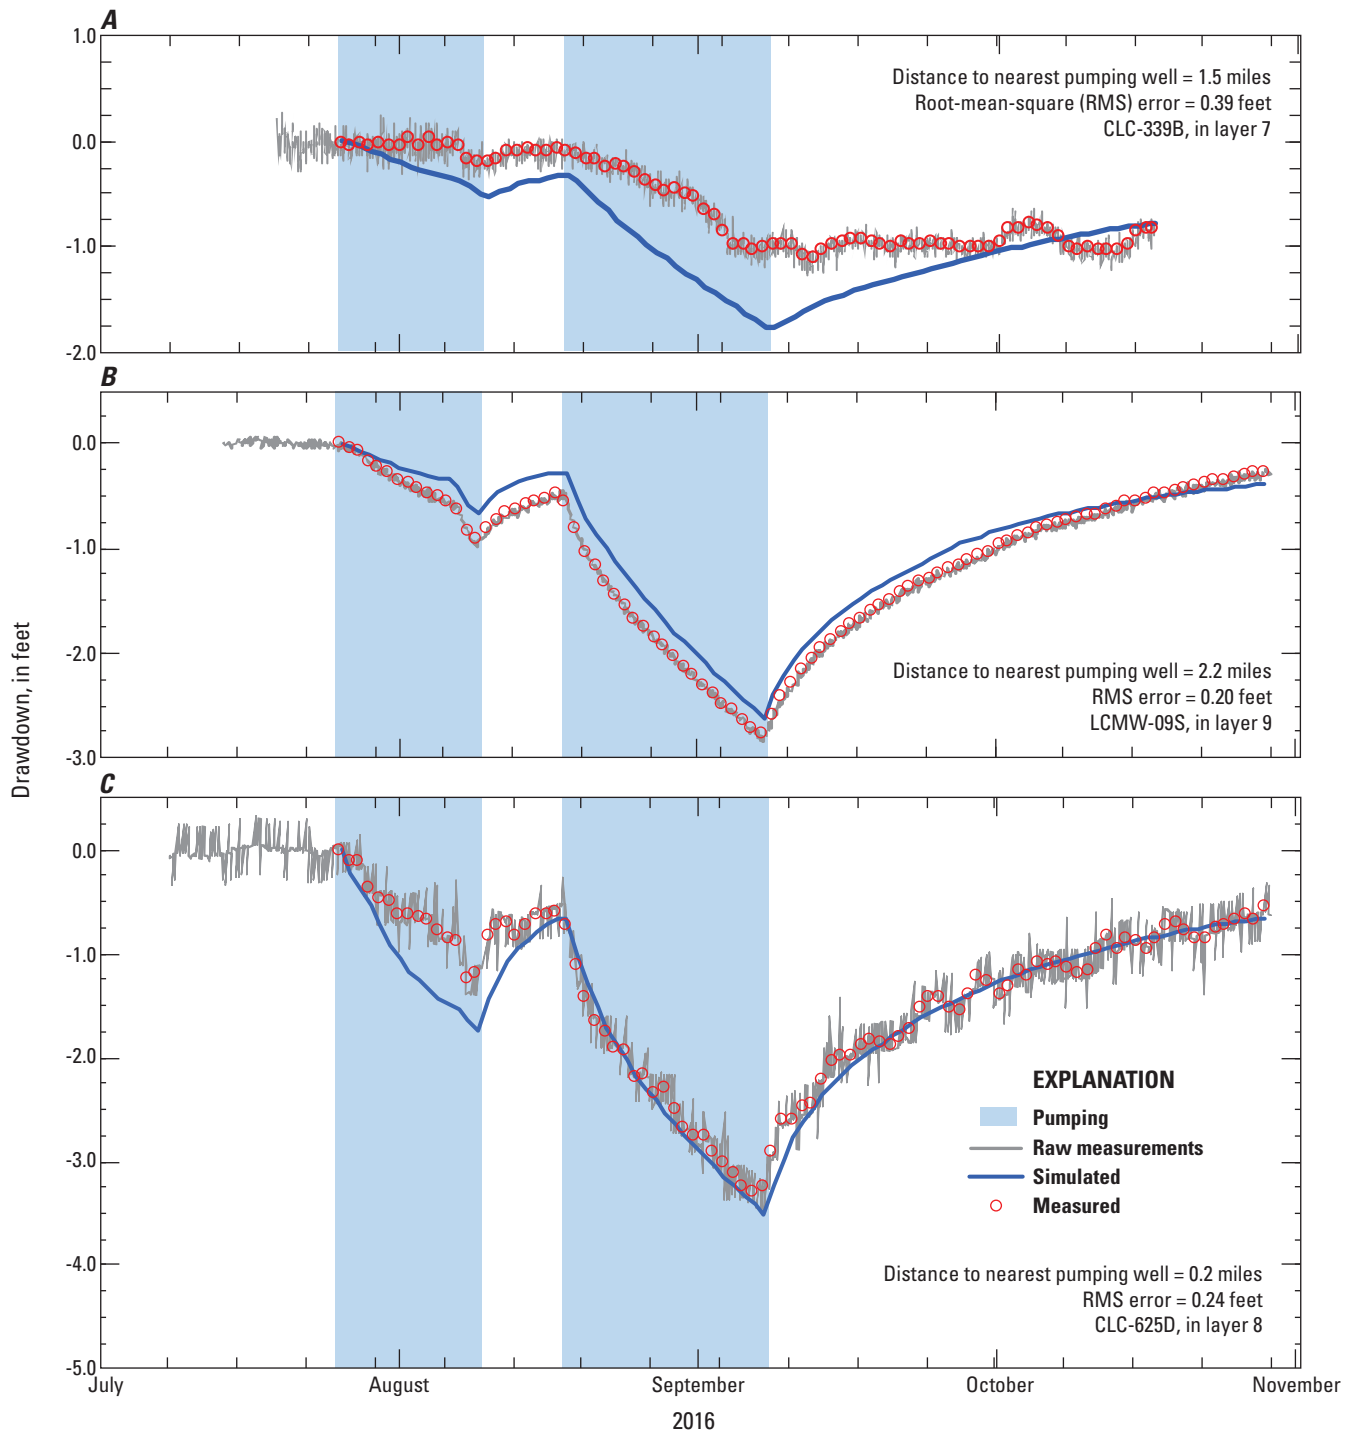 A
1.0
0.0
-1.0
-2.0
Distance to nearest pumping well = 1.5 miles
Root-mean-square (RMS) error = 0.39 feet
CLC-339B, in layer 7
B
0.0
-1.0
-2.0
-3.0
Distance to nearest pumping well = 2.2 miles
RMS error = 0.20 feet
LCMW-09S, in layer 9
Drawdown, in feet
C
0.0
-1.0
-2.0
-3.0
-4.0
-5.0
EXPLANATION
Pumping
Raw measurements
Simulated
Measured
Distance to nearest pumping well = 0.2 miles
RMS error = 0.24 feet
CLC-625D, in layer 8
July August September October November
2016